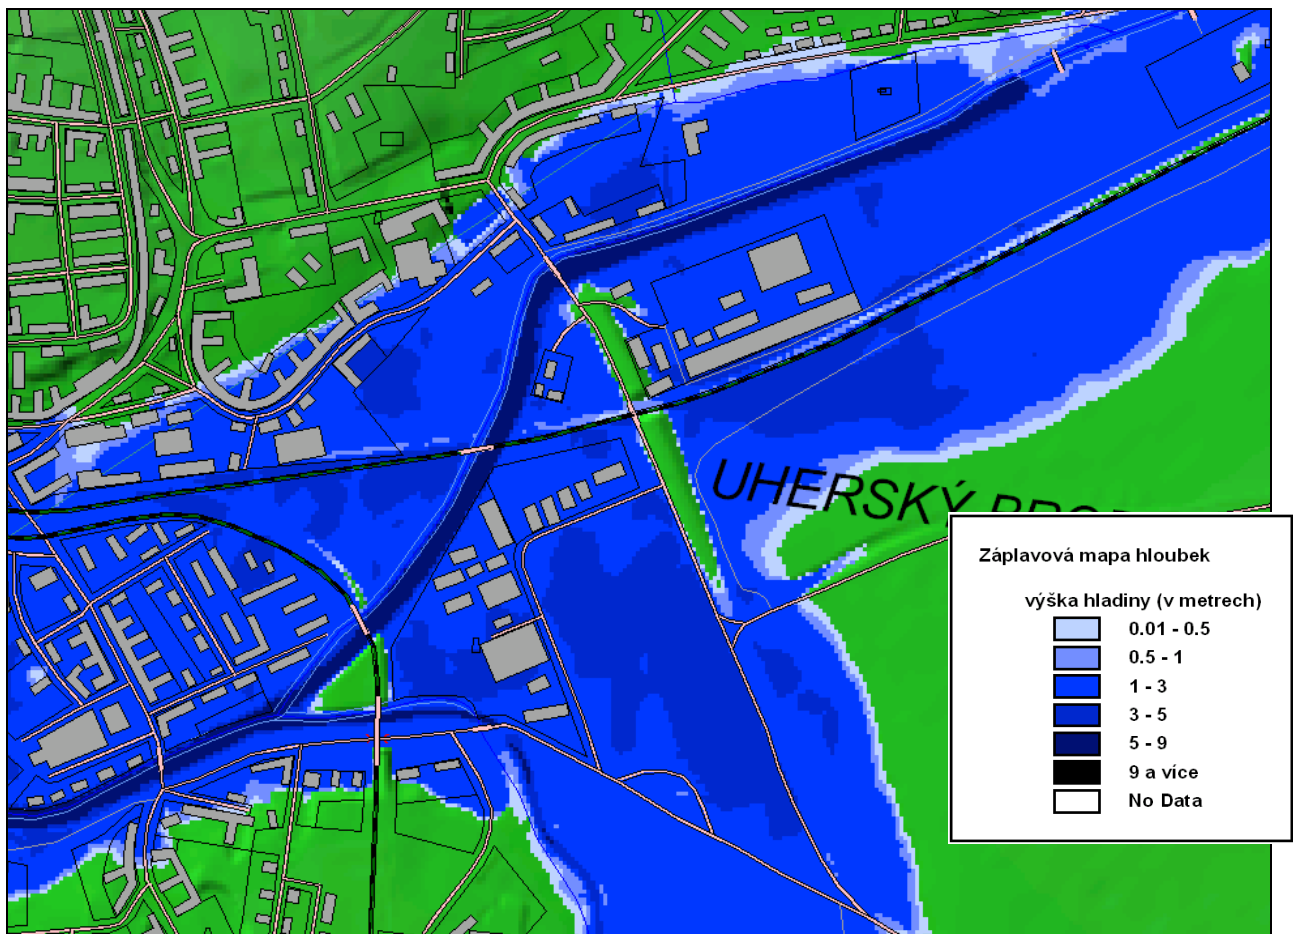 UHERSKÝ
Záplavová mapa hloubek
výška hladiny (v metrech)
0.01 - 0.5
0.5 - 1
1 - 3
3 - 5
5 - 9
9 a více
No Data